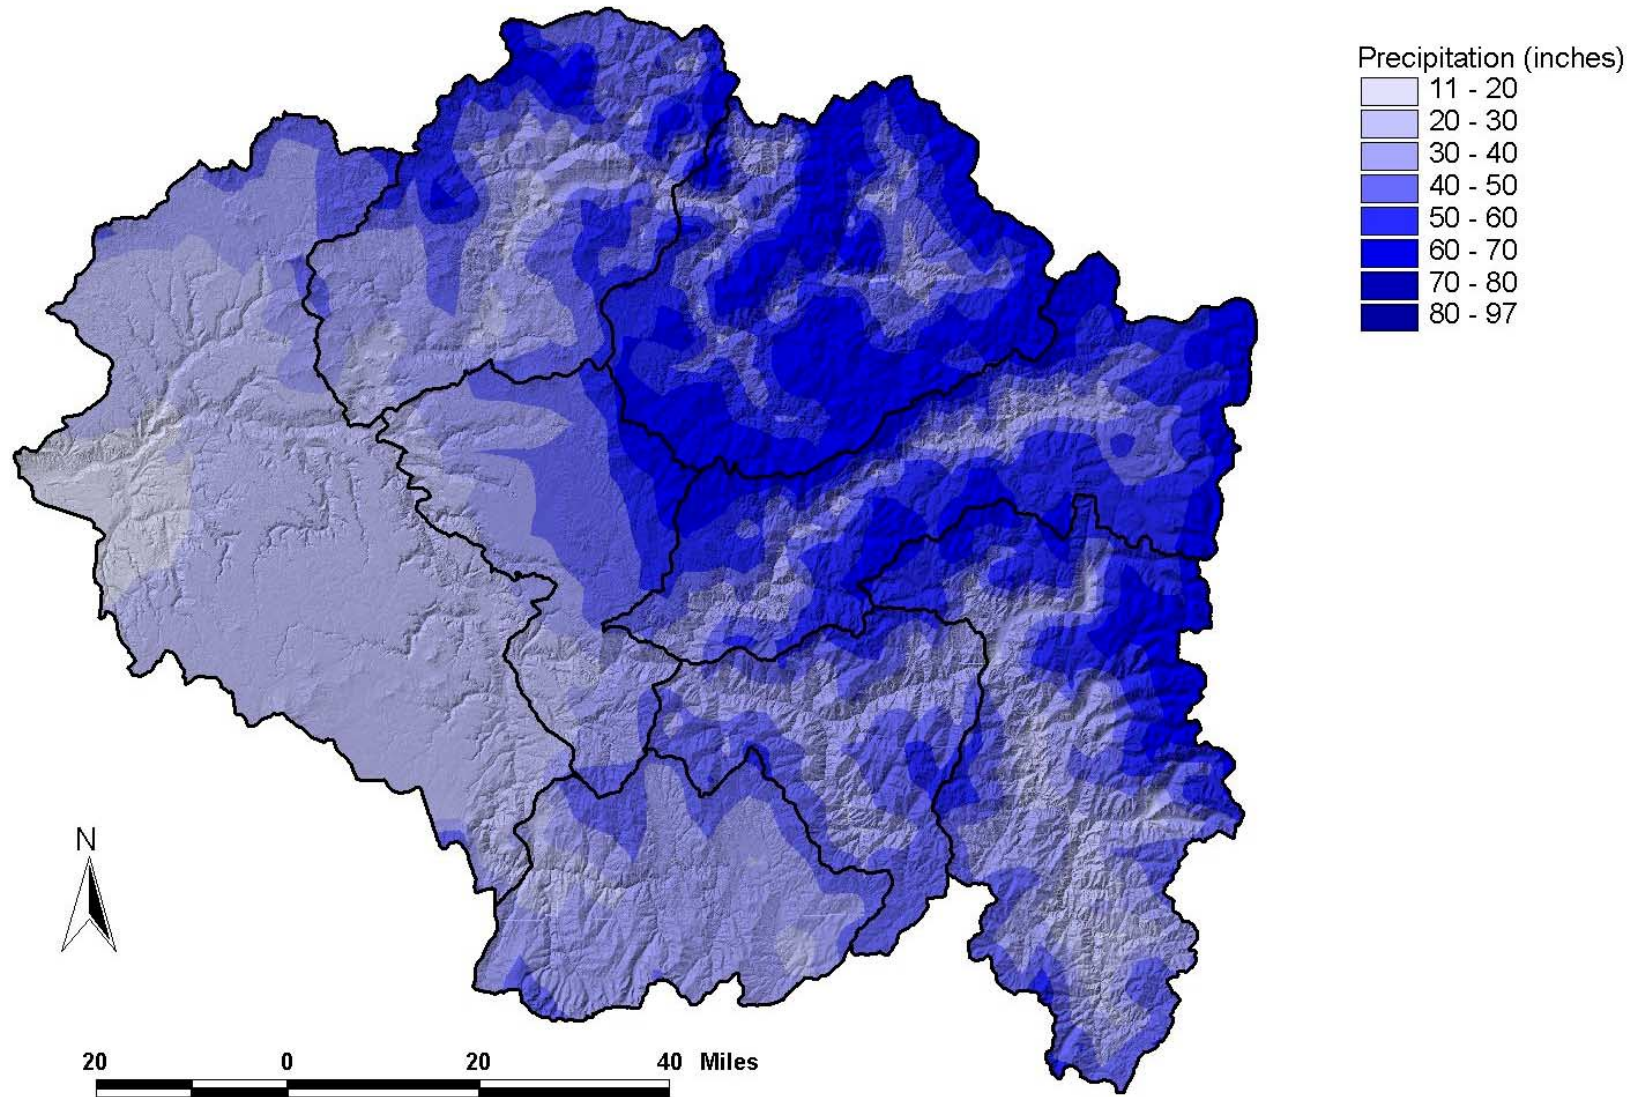 Precipitation (inches)
11 - 20
20 - 30
30 - 40
40 - 50
50 - 60
60 - 70
70 - 80
80 - 97
N
20 0 20 40 Miles